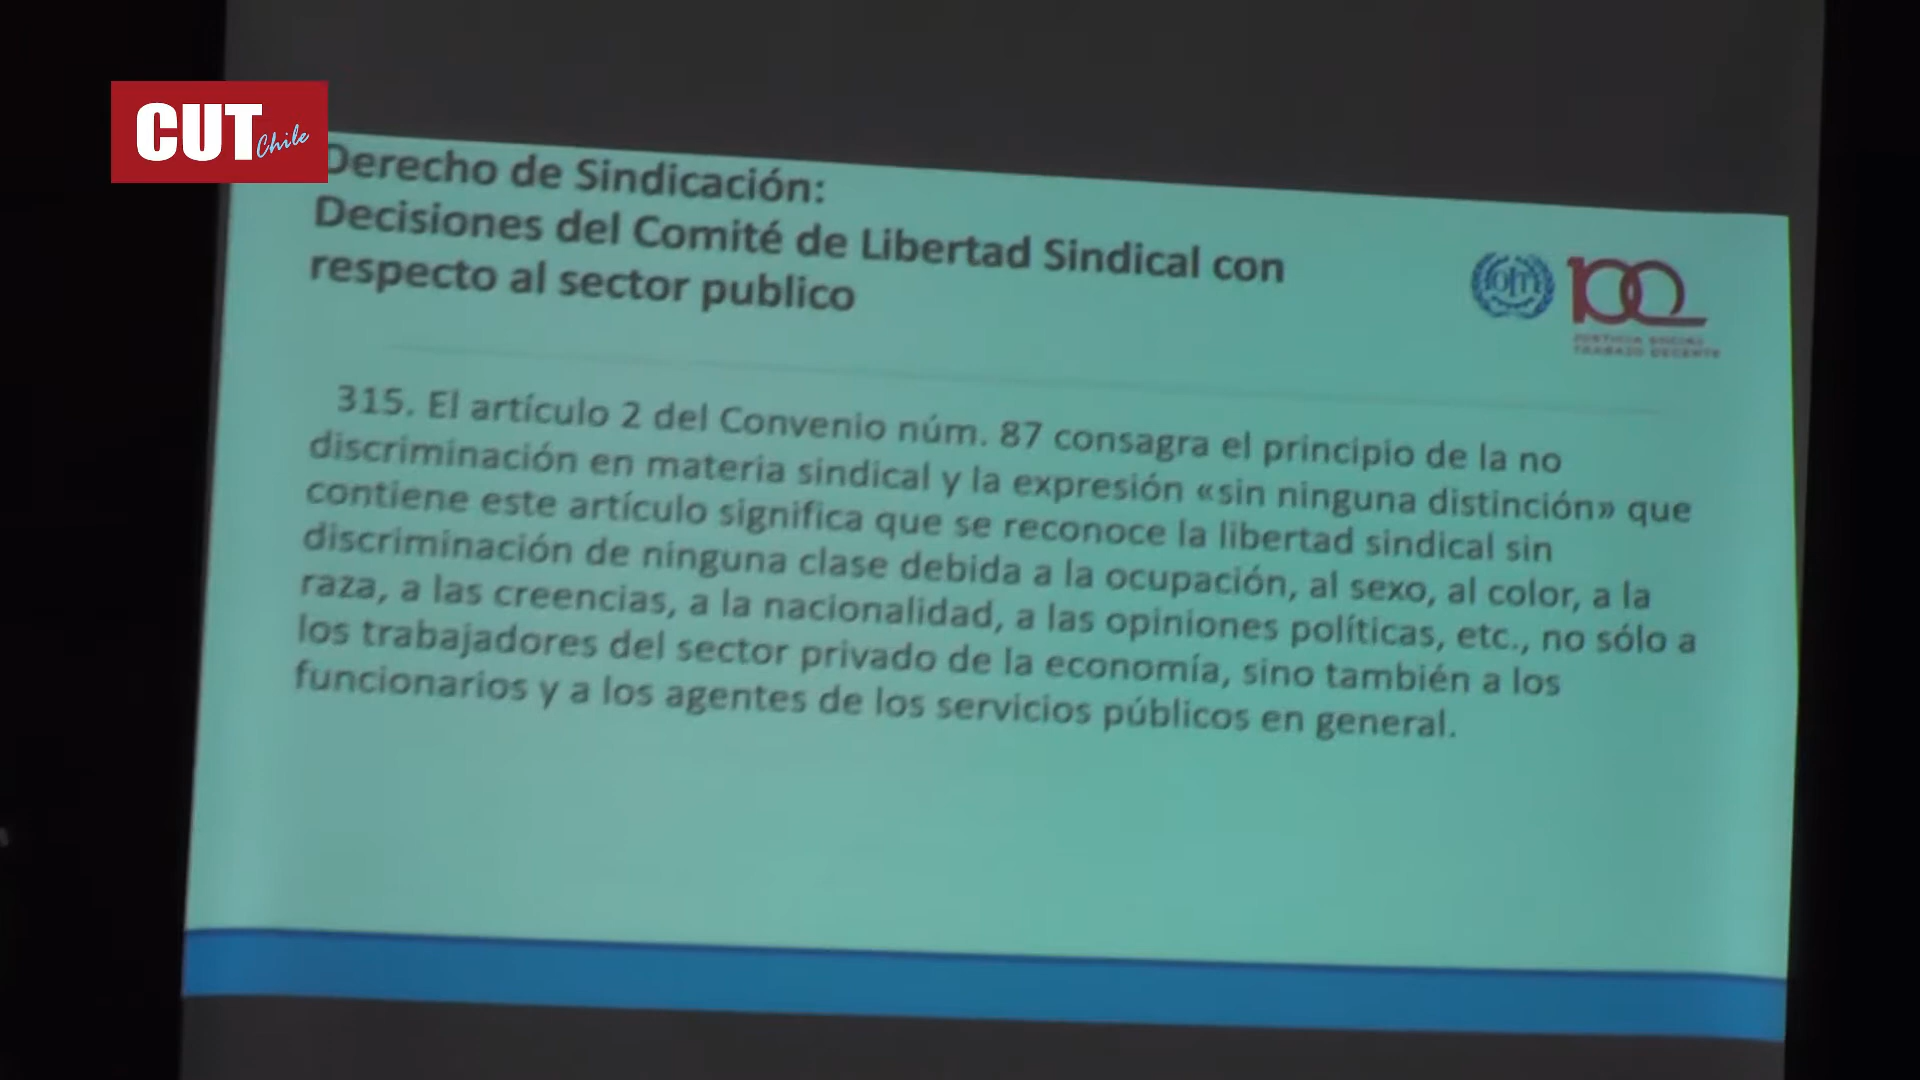 CUT
Chile
Derecho de Sindicación:
Decisiones del Comité de Libertad Sindical con
respecto al sector publico
oit
100
JUSTICIA SOCIAL
TRABAJO DECENTE
315. El artículo 2 del Convenio núm. 87 consagra el principio de la no
discriminación en materia sindical y la expresión «sin ninguna distinción» que
contiene este artículo significa que se reconoce la libertad sindical sin
discriminación de ninguna clase debida a la ocupación, al sexo, al color, a la
raza, a las creencias, a la nacionalidad, a las opiniones políticas, etc., no sólo a
los trabajadores del sector privado de la economía, sino también a los
funcionarios y a los agentes de los servicios públicos en general.